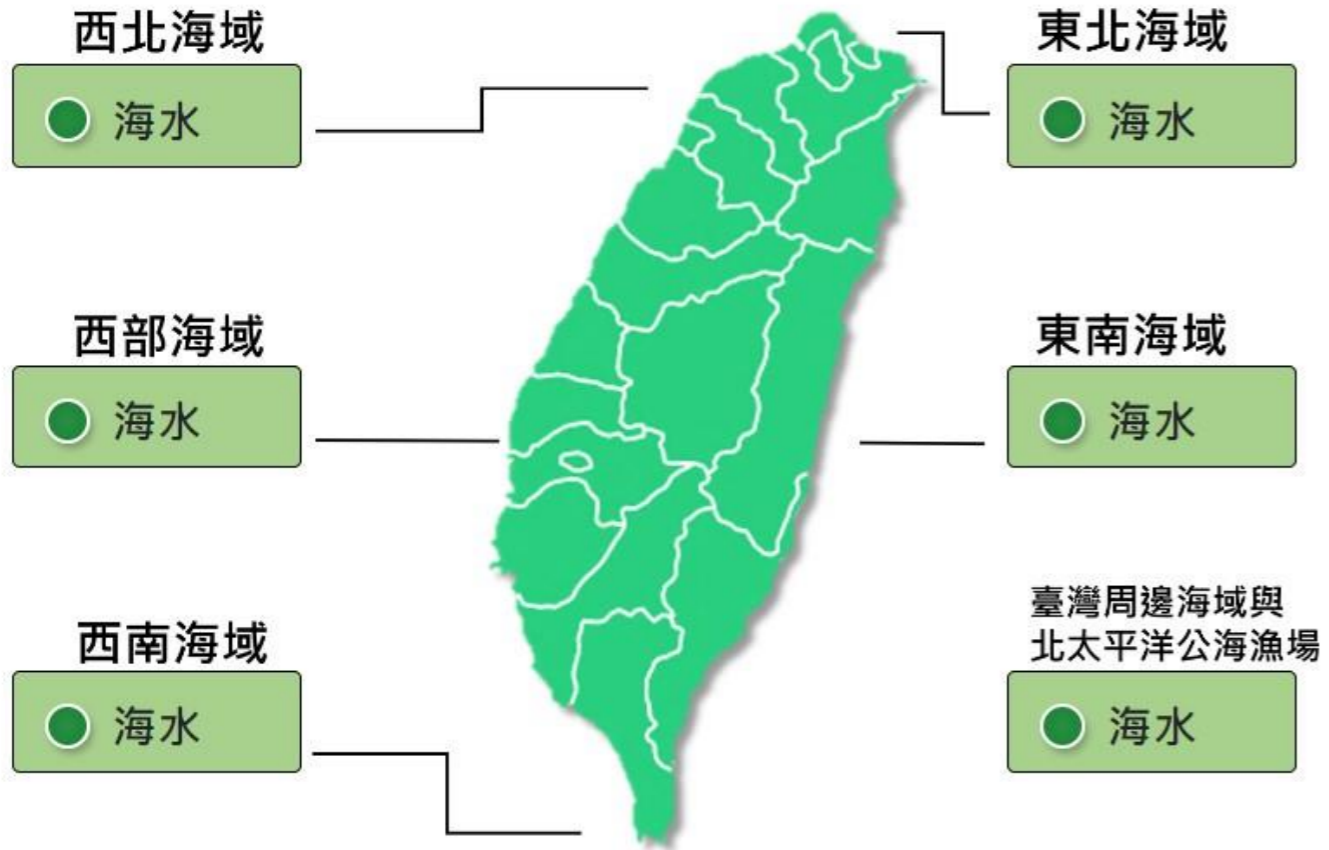 西北海域
海水
東北海域
海水
西部海域
海水
東南海域
海水
西南海域
海水
臺灣周邊海域與
北太平洋公海漁場
海水